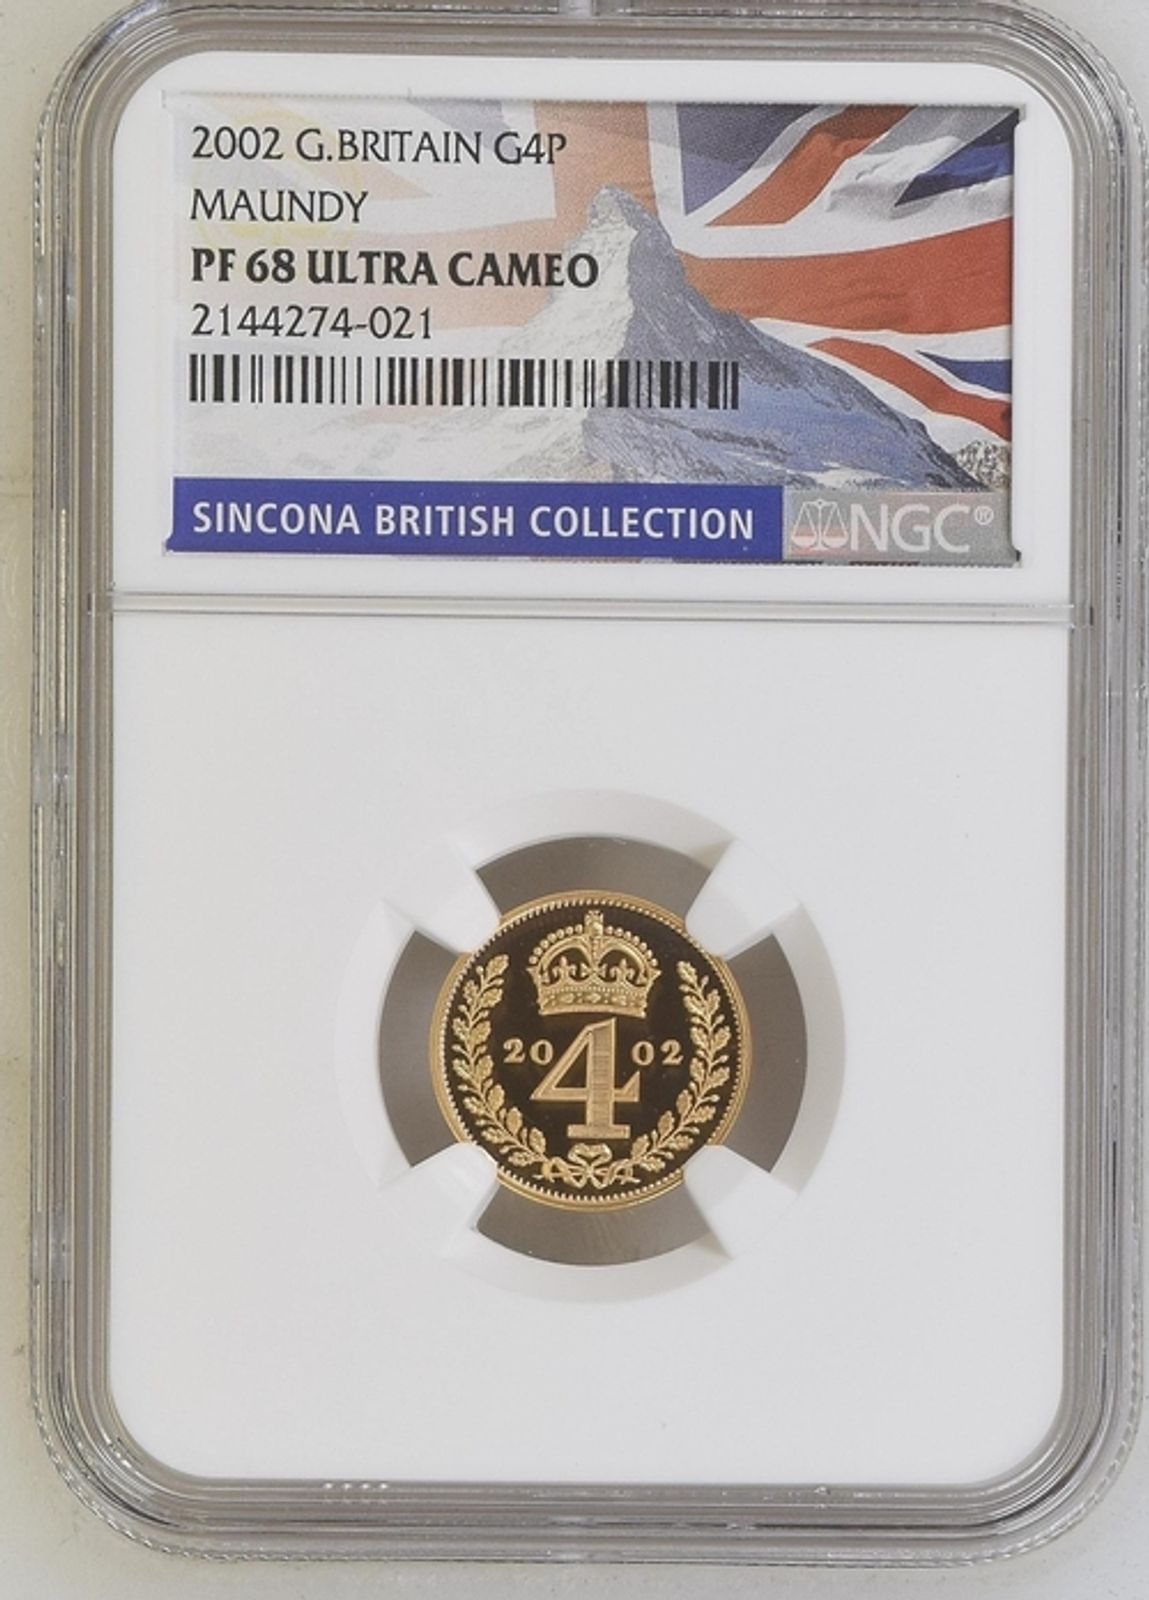 2002 G.BRITAIN G4P
MAUNDY
PF 68 ULTRA CAMEO
2144274-021
SINCONA BRITISH COLLECTION
NGC®
20 4 02